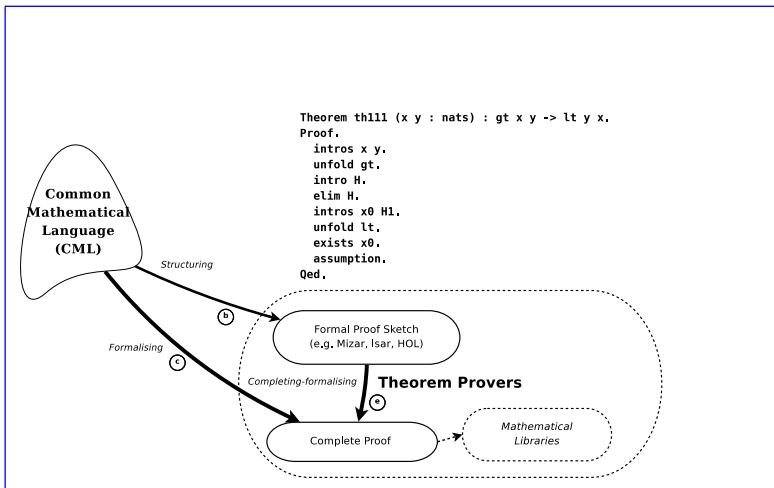 Theorem th111 (x y : nats) : gt x y -> lt y x.
Proof.
intros x y.
unfold gt.
intro H.
elim H.
intros x0 H1.
unfold lt.
exists x0.
assumption.
Qed.
Common
Mathematical
Language
(CML)
Structuring
b
Formalising
c
Formal Proof Sketch
(e.g. Mizar, Isar, HOL)
Completing-formalising
Theorem Provers
e
Complete Proof
Mathematical
Libraries